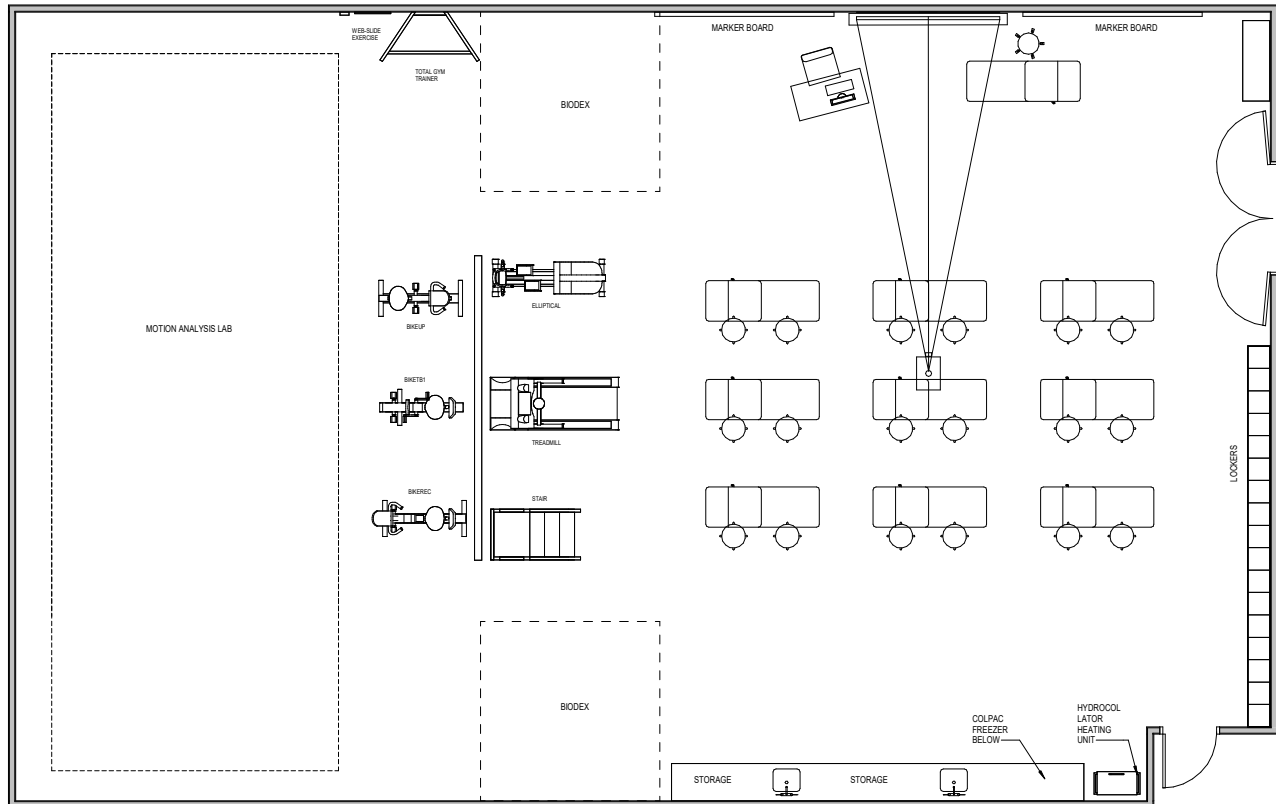 WEB-SLIDE
EXERCISE
MARKER BOARD
MARKER BOARD
TOTAL GYM
TRAINER
BIODEX
ELLIPTICAL
BIKEUP
MOTION ANALYSIS LAB
BIKETB1
TREADMILL
LOCKERS
BIKEREC
STAIR
BIODEX
COLPAC
FREEZER
BELOW
HYDROCOL
LATOR
HEATING
UNIT
STORAGE
STORAGE